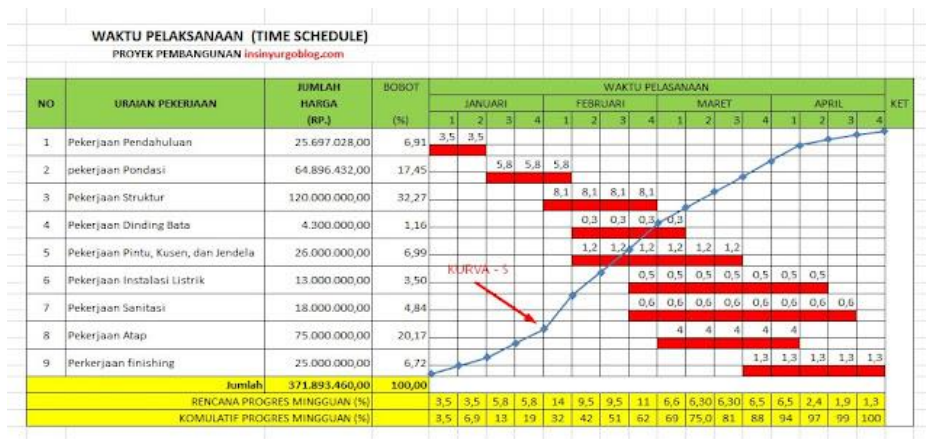 WAKTU PELAKSANAAN (TIME SCHEDULE)
PROYEK PEMBANGUNAN insinyurgoblog.com
NO URAIAN PEKERJAAN JUMLAH HARGA (RP.) BOBOT (%) WAKTU PELASANAAN KET
JANUARI FEBRUARI MARET APRIL
1 2 3 4 1 2 3 4 1 2 3 4 1 2 3 4
1 Pekerjaan Pendahuluan 25.697.028,00 6,91 3,5 3,5
2 pekerjaan Pondasi 64.896.432,00 17,45 5,8 5,8 5,8
3 Pekerjaan Struktur 120.000.000,00 32,27 8,1 8,1 8,1 8,1
4 Pekerjaan Dinding Bata 4.300.000,00 1,16 0,3 0,3 0,3 0,3
5 Pekerjaan Pintu, Kusen, dan Jendela 26.000.000,00 6,99 1,2 1,2 1,2 1,2 1,2 1,2
KURVA - S
6 Pekerjaan Instalasi Listrik 13.000.000,00 3,50 0,5 0,5 0,5 0,5 0,5 0,5 0,5
7 Pekerjaan Sanitasi 18.000.000,00 4,84 0,6 0,6 0,6 0,6 0,6 0,6 0,6 0,6
8 Pekerjaan Atap 75.000.000,00 20,17 4 4 4 4 4
9 Perkerjaan finishing 25.000.000,00 6,72 1,3 1,3 1,3 1,3 1,3
Jumlah 371.893.460,00 100,00
RENCANA PROGRES MINGGUAN (%) 3,5 3,5 5,8 5,8 14 9,5 9,5 11 6,6 6,30 6,30 6,5 6,5 2,4 1,9 1,3
KOMULATIF PROGRES MINGGUAN (%) 3,5 6,9 13 19 32 42 51 62 69 75,0 81 88 94 97 99 100